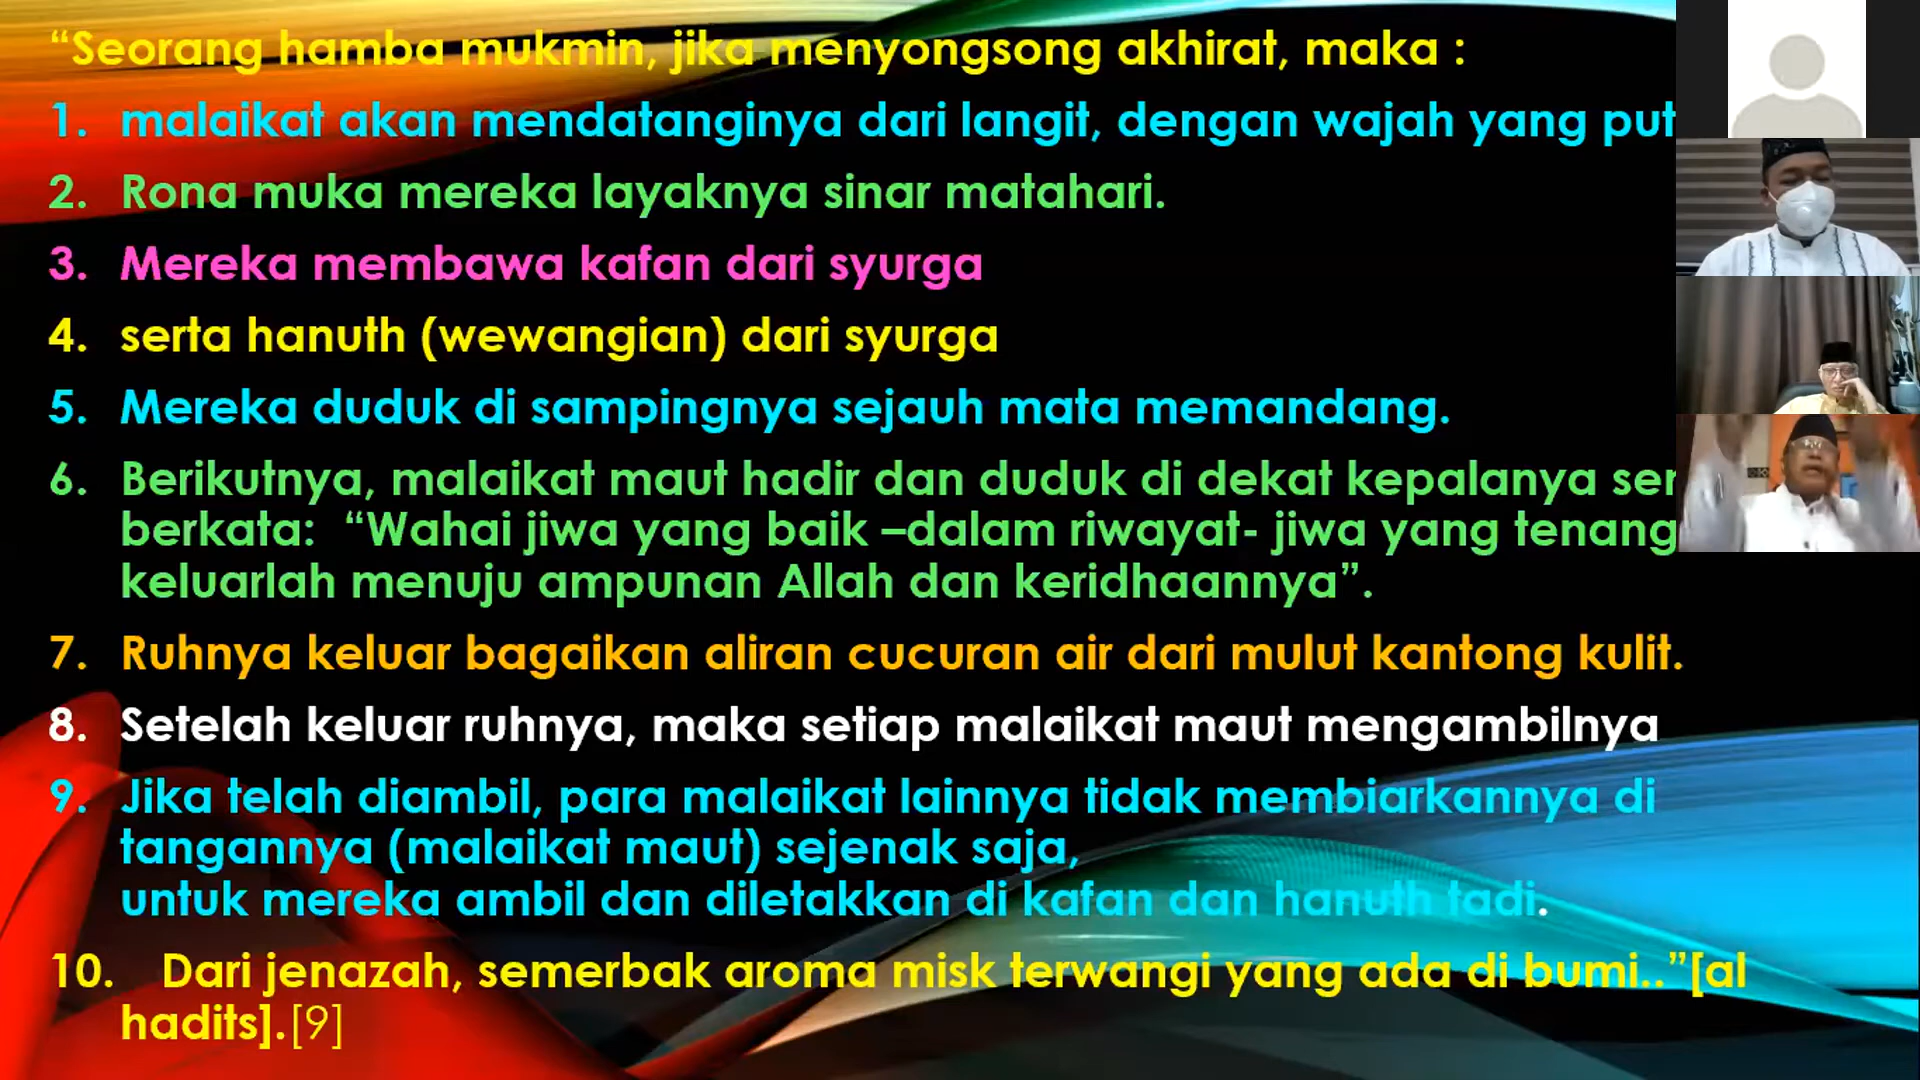 “Seorang hamba mukmin, jika menyongsong akhirat, maka :
1. malaikat akan mendatanginya dari langit, dengan wajah yang
2. Rona muka mereka layaknya sinar matahari.
3. Mereka membawa kafan dari syurga
4. serta hanuth (wewangian) dari syurga
5. Mereka duduk di sampingnya sejauh mata memandang.
6. Berikutnya, malaikat maut hadir dan duduk di dekat kepalanya
berkata: “Wahai jiwa yang baik –dalam riwayat- jiwa yang tenang
keluarlah menuju ampunan Allah dan keridhaannya”.
7. Ruhnya keluar bagaikan aliran cucuran air dari mulut kantong kulit.
8. Setelah keluar ruhnya, maka setiap malaikat maut mengambilnya
9. Jika telah diambil, para malaikat lainnya tidak membiarkannya di
tangannya (malaikat maut) sejenak saja,
untuk mereka ambil dan diletakkan di kafan dan hanuth tadi.
10. Dari jenazah, semerbak aroma misk terwangi yang ada di bumi..”[al
hadits].[9]